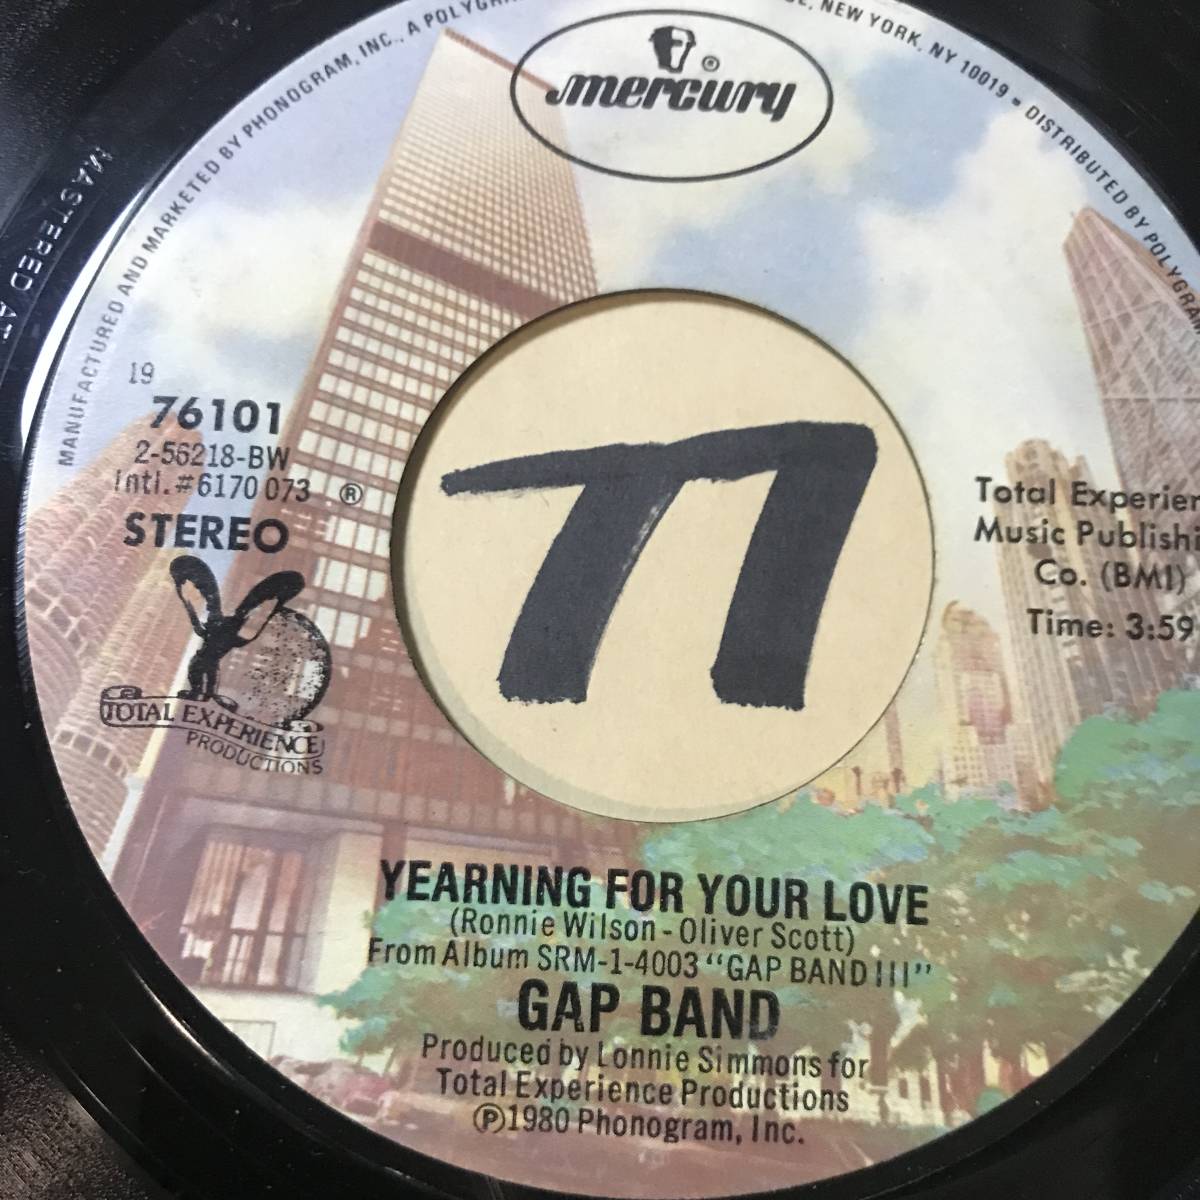 MANUFACTURED AND MARKETED BY PHONOGRAM, INC., A POLYGRA
NEW YORK, NY 10019 • DISTRIBUTED BY POLYGRA
mercury ®
MASTERED AT
19
76101
2-56218-BW
Intl.#6170 073 ®
STEREO
TOTAL EXPERIENCE
PRODUCTIONS
Total Experien
Music Publishi
Co. (BMI)
Time: 3:59
YEARNING FOR YOUR LOVE
(Ronnie Wilson - Oliver Scott)
From Album SRM-1-4003 “GAP BAND III”
GAP BAND
Produced by Lonnie Simmons for
Total Experience Productions
Ⓟ1980 Phonogram, Inc.